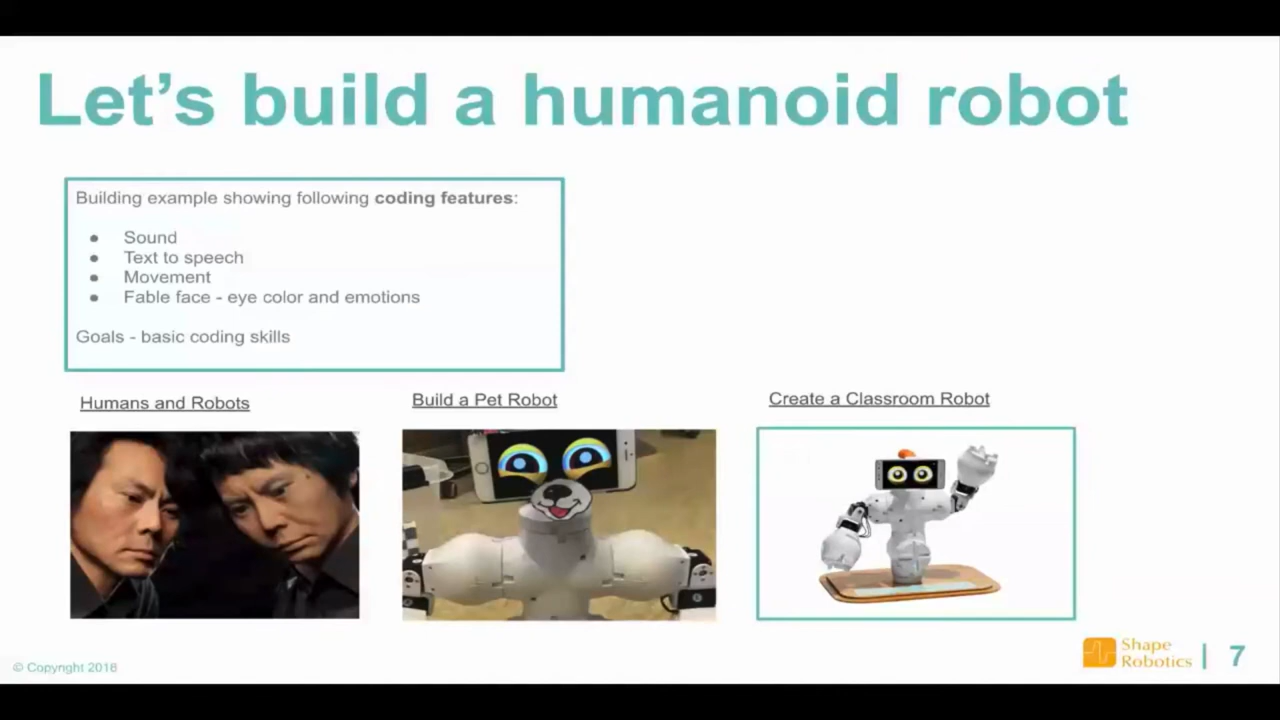 Let's build a humanoid robot
Building example showing following coding features:
● Sound
● Text to speech
● Movement
● Fable face - eye color and emotions
Goals - basic coding skills
Humans and Robots
Build a Pet Robot
Create a Classroom Robot
© Copyright 2018
Shape
Robotics | 7